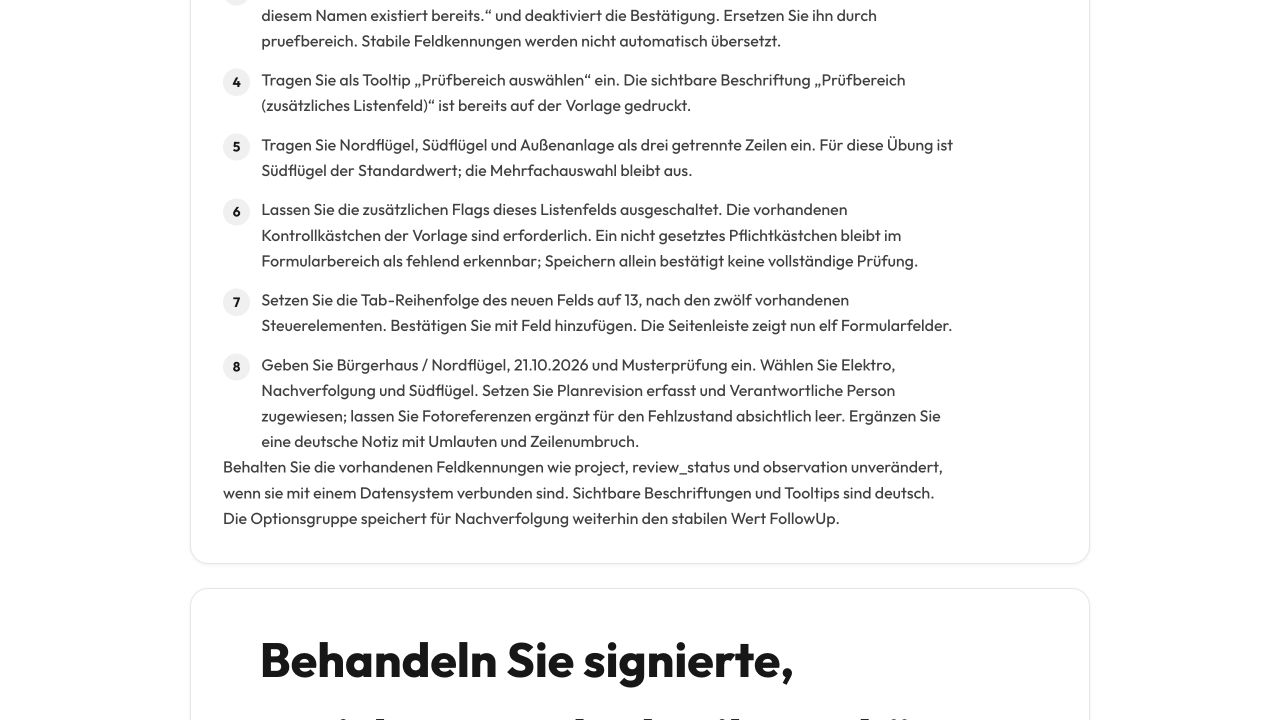 diesem Namen existiert bereits.“ und deaktiviert die Bestätigung. Ersetzen Sie ihn durch
pruefbereich. Stabile Feldkennungen werden nicht automatisch übersetzt.
4 Tragen Sie als Tooltip „Prüfbereich auswählen“ ein. Die sichtbare Beschriftung „Prüfbereich
(zusätzliches Listenfeld)“ ist bereits auf der Vorlage gedruckt.
5 Tragen Sie Nordflügel, Südflügel und Außenanlage als drei getrennte Zeilen ein. Für diese Übung ist
Südflügel der Standardwert; die Mehrfachauswahl bleibt aus.
6 Lassen Sie die zusätzlichen Flags dieses Listenfelds ausgeschaltet. Die vorhandenen
Kontrollkästchen der Vorlage sind erforderlich. Ein nicht gesetztes Pflichtkästchen bleibt im
Formularbereich als fehlend erkennbar; Speichern allein bestätigt keine vollständige Prüfung.
7 Setzen Sie die Tab-Reihenfolge des neuen Felds auf 13, nach den zwölf vorhandenen
Steuerelementen. Bestätigen Sie mit Feld hinzufügen. Die Seitenleiste zeigt nun elf Formularfelder.
8 Geben Sie Bürgerhaus / Nordflügel, 21.10.2026 und Musterprüfung ein. Wählen Sie Elektro,
Nachverfolgung und Südflügel. Setzen Sie Planrevision erfasst und Verantwortliche Person
zugewiesen; lassen Sie Fotoreferenzen ergänzt für den Fehlzustand absichtlich leer. Ergänzen Sie
eine deutsche Notiz mit Umlauten und Zeilenumbruch.
Behalten Sie die vorhandenen Feldkennungen wie project, review_status und observation unverändert,
wenn sie mit einem Datensystem verbunden sind. Sichtbare Beschriftungen und Tooltips sind deutsch.
Die Optionsgruppe speichert für Nachverfolgung weiterhin den stabilen Wert FollowUp.
Behandeln Sie signierte,